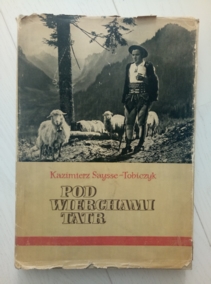 Kazimierz Saysse-Tobiczyk
POD
WIERCHAMI
TATR